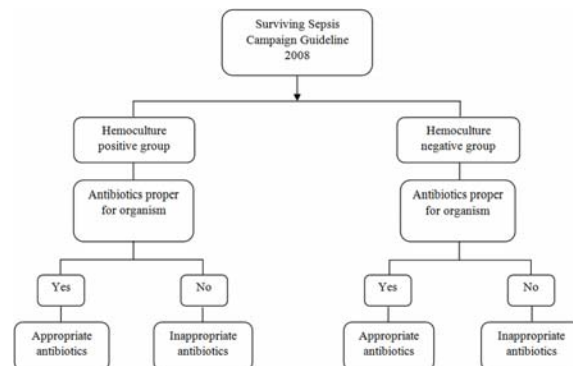 Surviving Sepsis
Campaign Guideline
2008
Hemoculture
positive group
Hemoculture
negative group
Antibiotics proper
for organism
Antibiotics proper
for organism
Yes
No
Yes
No
Appropriate
antibiotics
Inappropriate
antibiotics
Appropriate
antibiotics
Inappropriate
antibiotics